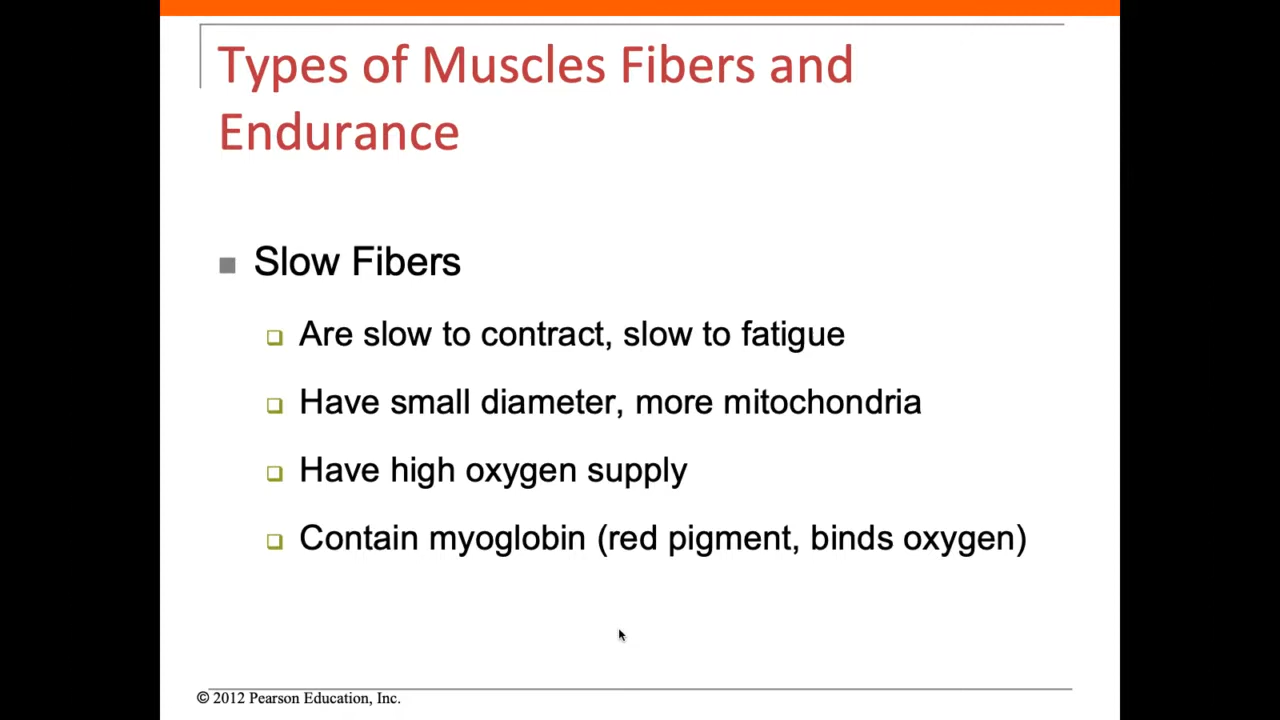 Types of Muscles Fibers and
Endurance
Slow Fibers
Are slow to contract, slow to fatigue
Have small diameter, more mitochondria
Have high oxygen supply
Contain myoglobin (red pigment, binds oxygen)
© 2012 Pearson Education, Inc.